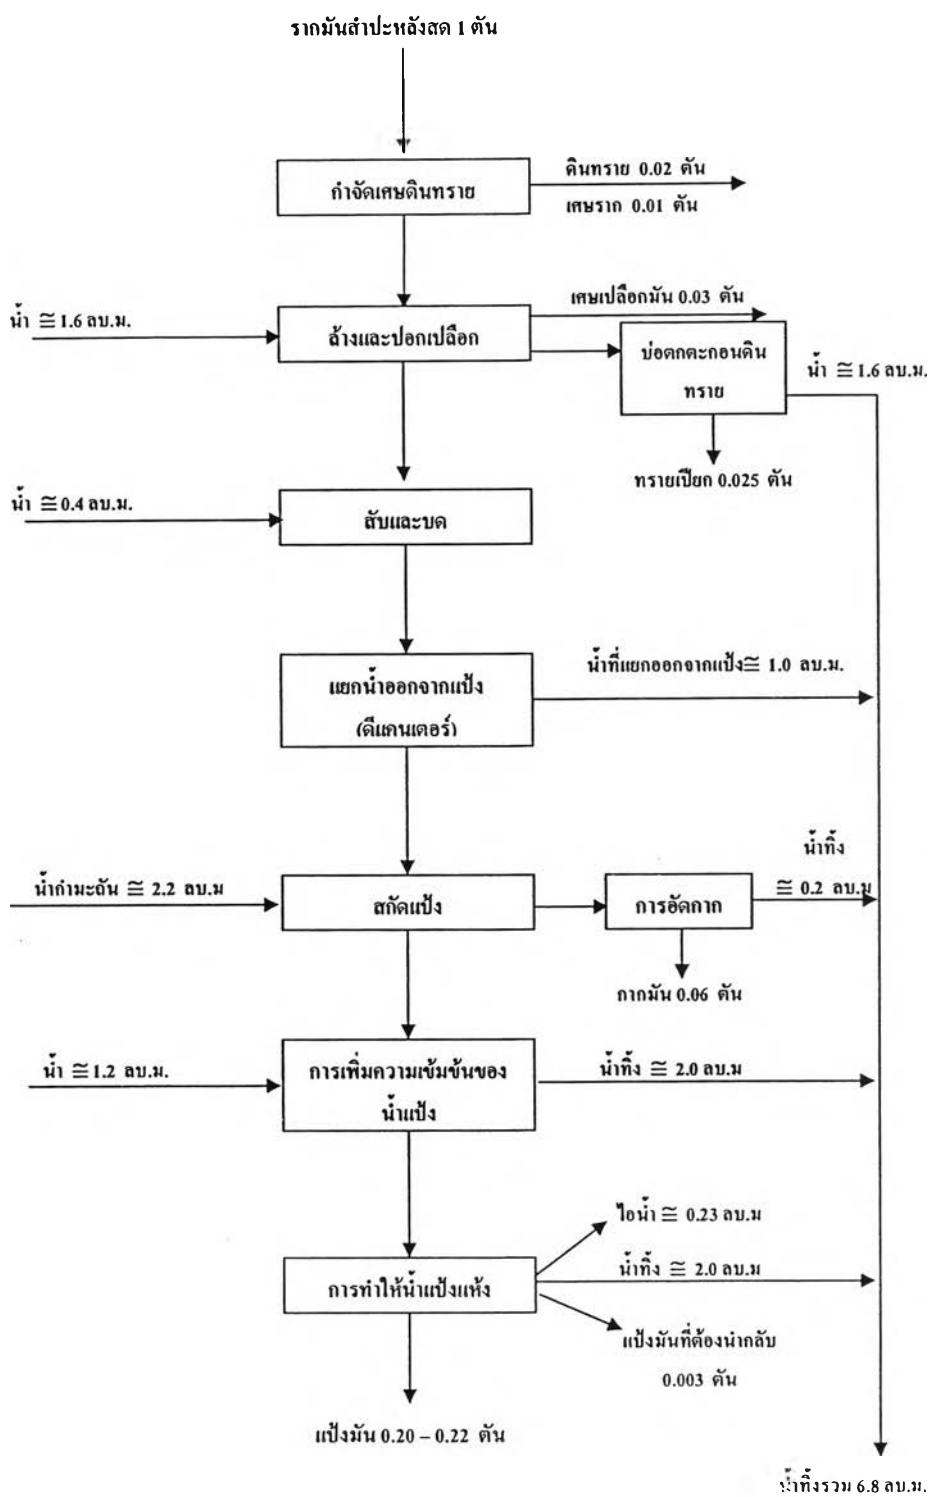 รากมันสำปะหลังสด 1 ตัน
ดินทราย 0.02 ตัน
กำจัดเศษดินทราย
เศษราก 0.01 ตัน
เศษเปลือกมัน 0.03 ตัน
น้ำ ≅ 1.6 ลบ.ม.
ล้างและปอกเปลือก
บ่อตกตะกอนดิน
ทราย
น้ำ ≅ 1.6 ลบ.ม.
ทรายเปียก 0.025 ตัน
น้ำ ≅ 0.4 ลบ.ม.
สับและบด
แยกน้ำออกจากแป้ง
(ดีแคนเตอร์)
น้ำที่แยกออกจากแป้ง ≅ 1.0 ลบ.ม.
น้ำกำมะถัน ≅ 2.2 ลบ.ม
สกัดแป้ง
การอัดกาก
น้ำทิ้ง
≅ 0.2 ลบ.ม
กากมัน 0.06 ตัน
น้ำ ≅ 1.2 ลบ.ม.
การเพิ่มความเข้มข้นของ
น้ำแป้ง
น้ำทิ้ง ≅ 2.0 ลบ.ม
ไอน้ำ ≅ 0.23 ลบ.ม
การทำให้น้ำแป้งแห้ง
น้ำทิ้ง ≅ 2.0 ลบ.ม
แป้งมันที่ต้องนำกลับ
0.003 ตัน
แป้งมัน 0.20 – 0.22 ตัน
น้ำทิ้งรวม 6.8 ลบ.ม.